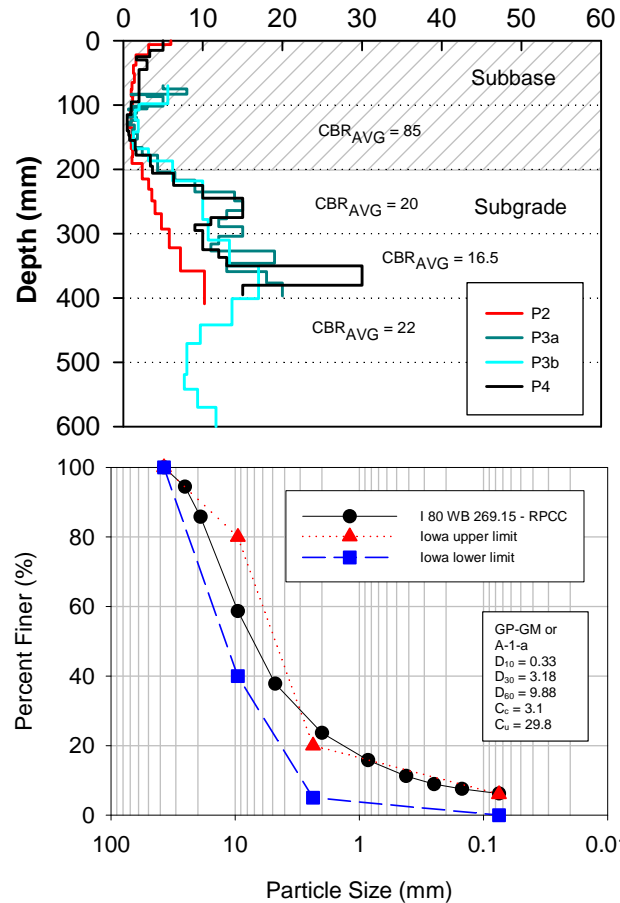 0 10 20 30 40 50 60
0
100
200
300
400
500
600
Depth (mm)
Subbase
CBRAVG = 85
CBRAVG = 20
Subgrade
CBRAVG = 16.5
CBRAVG = 22
P2
P3a
P3b
P4
100
80
60
40
20
0
Percent Finer (%)
I 80 WB 269.15 - RPCC
Iowa upper limit
Iowa lower limit
GP-GM or
A-1-a
D10 = 0.33
D30 = 3.18
D60 = 9.88
Cc = 3.1
Cu = 29.8
100 10 1 0.1 0.01
Particle Size (mm)